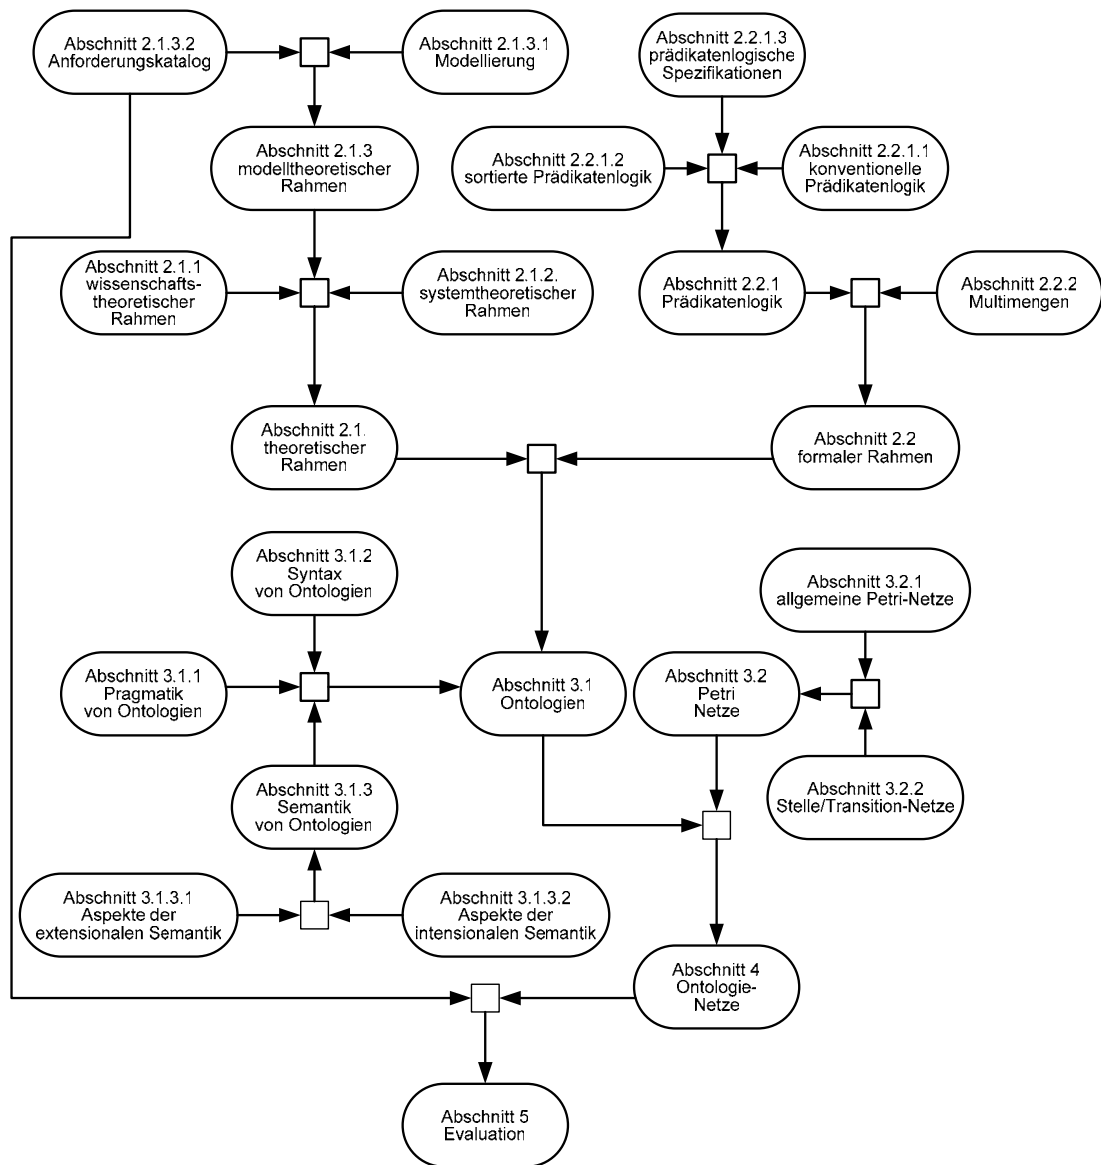 Abschnitt 2.1.3.2
Anforderungskatalog
Abschnitt 2.1.3.1
Modellierung
Abschnitt 2.2.1.3
prädikatenlogische
Spezifikationen
Abschnitt 2.1.3
modelltheoretischer
Rahmen
Abschnitt 2.2.1.2
sortierte Prädikatenlogik
Abschnitt 2.2.1.1
konventionelle
Prädikatenlogik
Abschnitt 2.1.1
wissenschafts-
theoretischer
Rahmen
Abschnitt 2.1.2.
systemtheoretischer
Rahmen
Abschnitt 2.2.1
Prädikatenlogik
Abschnitt 2.2.2
Multimengen
Abschnitt 2.1.
theoretischer
Rahmen
Abschnitt 2.2
formaler Rahmen
Abschnitt 3.1.2
Syntax
von Ontologien
Abschnitt 3.2.1
allgemeine Petri-Netze
Abschnitt 3.1.1
Pragmatik
von Ontologien
Abschnitt 3.1
Ontologien
Abschnitt 3.2
Petri
Netze
Abschnitt 3.1.3
Semantik
von Ontologien
Abschnitt 3.2.2
Stelle/Transition-Netze
Abschnitt 3.1.3.1
Aspekte der
extensionalen Semantik
Abschnitt 3.1.3.2
Aspekte der
intensionalen Semantik
Abschnitt 4
Ontologie-
Netze
Abschnitt 5
Evaluation